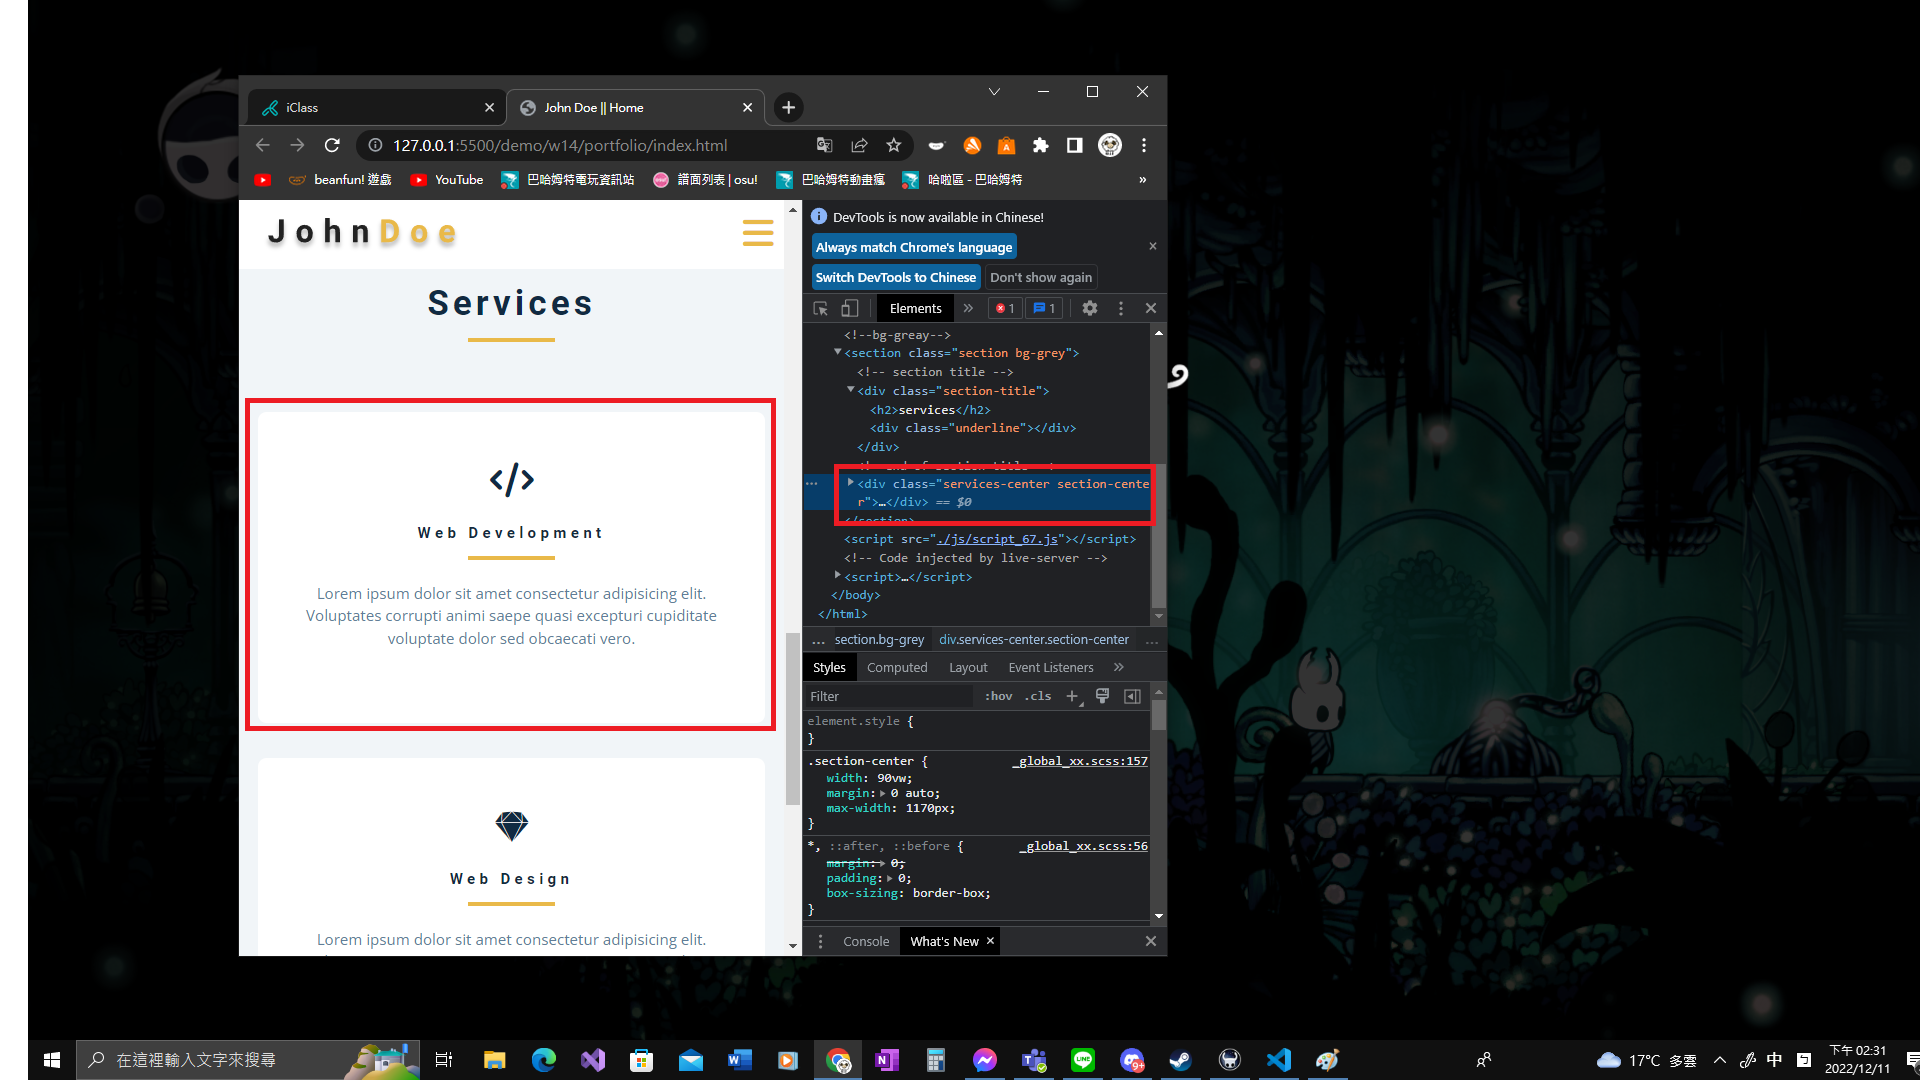 iClass
John Doe || Home
127.0.0.1:5500/demo/w14/portfolio/index.html
beanfun! 遊戲
YouTube
巴哈姆特電玩資訊站
譜面列表 | osu!
巴哈姆特動畫瘋
哈啦區 - 巴哈姆特
»
JohnDoe
Services
Web Development
Lorem ipsum dolor sit amet consectetur adipisicing elit.
Voluptates corrupti animi saepe quasi excepturi cupiditate
voluptate dolor sed obcaecati vero.
Web Design
Lorem ipsum dolor sit amet consectetur adipisicing elit.
DevTools is now available in Chinese!
Always match Chrome's language
Switch DevTools to Chinese
Don't show again
Elements
»
1
1
<!--bg-greay-->
<section class="section bg-grey">
<!-- section title -->
<div class="section-title">
<h2>services</h2>
<div class="underline"></div>
</div>
<div class="services-center section-cente
r">…</div> == $0
</section>
<script src="./js/script_67.js"></script>
<!-- Code injected by live-server -->
<script>…</script>
</body>
</html>
... section.bg-grey div.services-center.section-center ...
Styles Computed Layout Event Listeners »
Filter :hov .cls +
element.style {
}
.section-center { _global_xx.scss:157
width: 90vw;
margin: 0 auto;
max-width: 1170px;
}
*, ::after, ::before { _global_xx.scss:56
margin: 0;
padding: 0;
box-sizing: border-box;
}
Console What's New
在這裡輸入文字來搜尋
9+
17°C 多雲
中
下午 02:31
2022/12/11